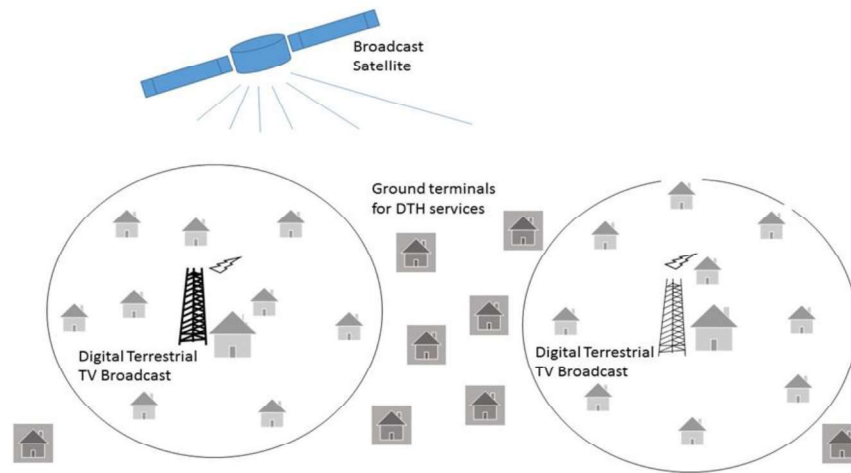 Broadcast
Satellite
Ground terminals
for DTH services
Digital Terrestrial
TV Broadcast
Digital Terrestrial
TV Broadcast